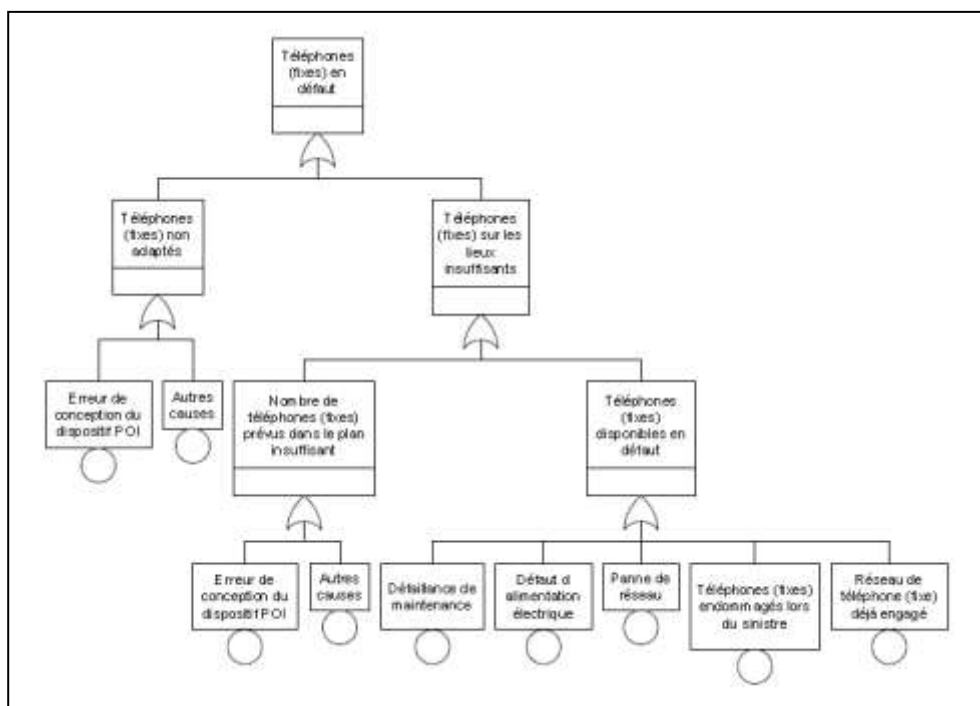 Téléphones
(fixes) en
défaut
Téléphones
(fixes) non
adaptés
Téléphones
(fixes) sur les
lieux
insuffisants
Erreur de
conception du
dispositif POI
Autres
causes
Nombre de
téléphones (fixes)
prévus dans le plan
insuffisant
Téléphones
(fixes)
disponibles en
défaut
Erreur de
conception du
dispositif POI
Autres
causes
Défaillance de
maintenance
Défaut d
alimentation
électrique
Panne de
réseau
Téléphones (fixes)
endommagés lors
du sinistre
Réseau de
téléphone (fixe)
déjà engagé